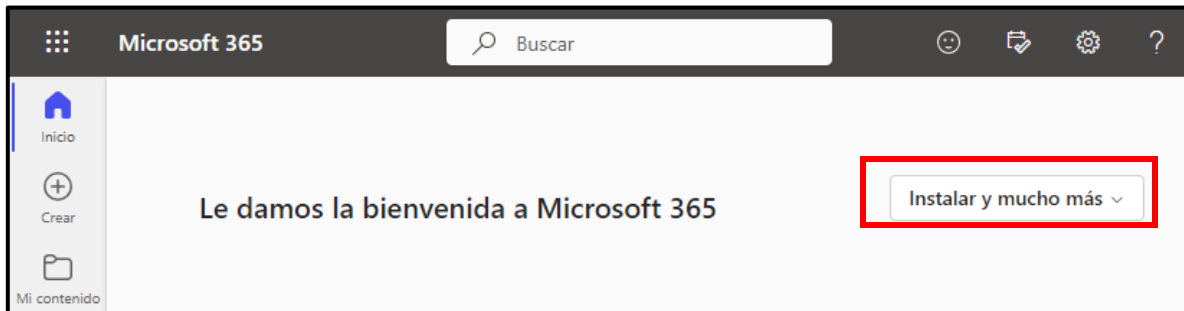 Microsoft 365
Buscar
?
Inicio
Crear
Mi contenido
Le damos la bienvenida a Microsoft 365
Instalar y mucho más